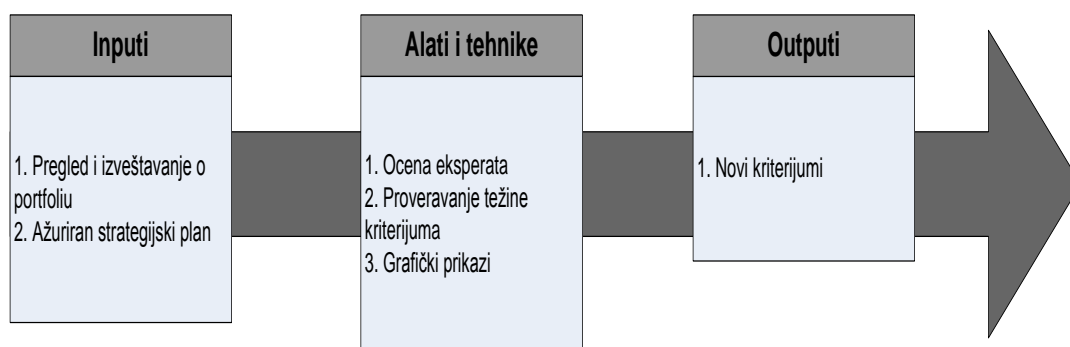 Inputi
1. Pregled i izveštavanje o
portfoliu
2. Ažuriran strategijski plan
Alati i tehnike
1. Ocena eksperata
2. Proveravanje težine
kriterijuma
3. Grafički prikazi
Outputi
1. Novi kriterijumi